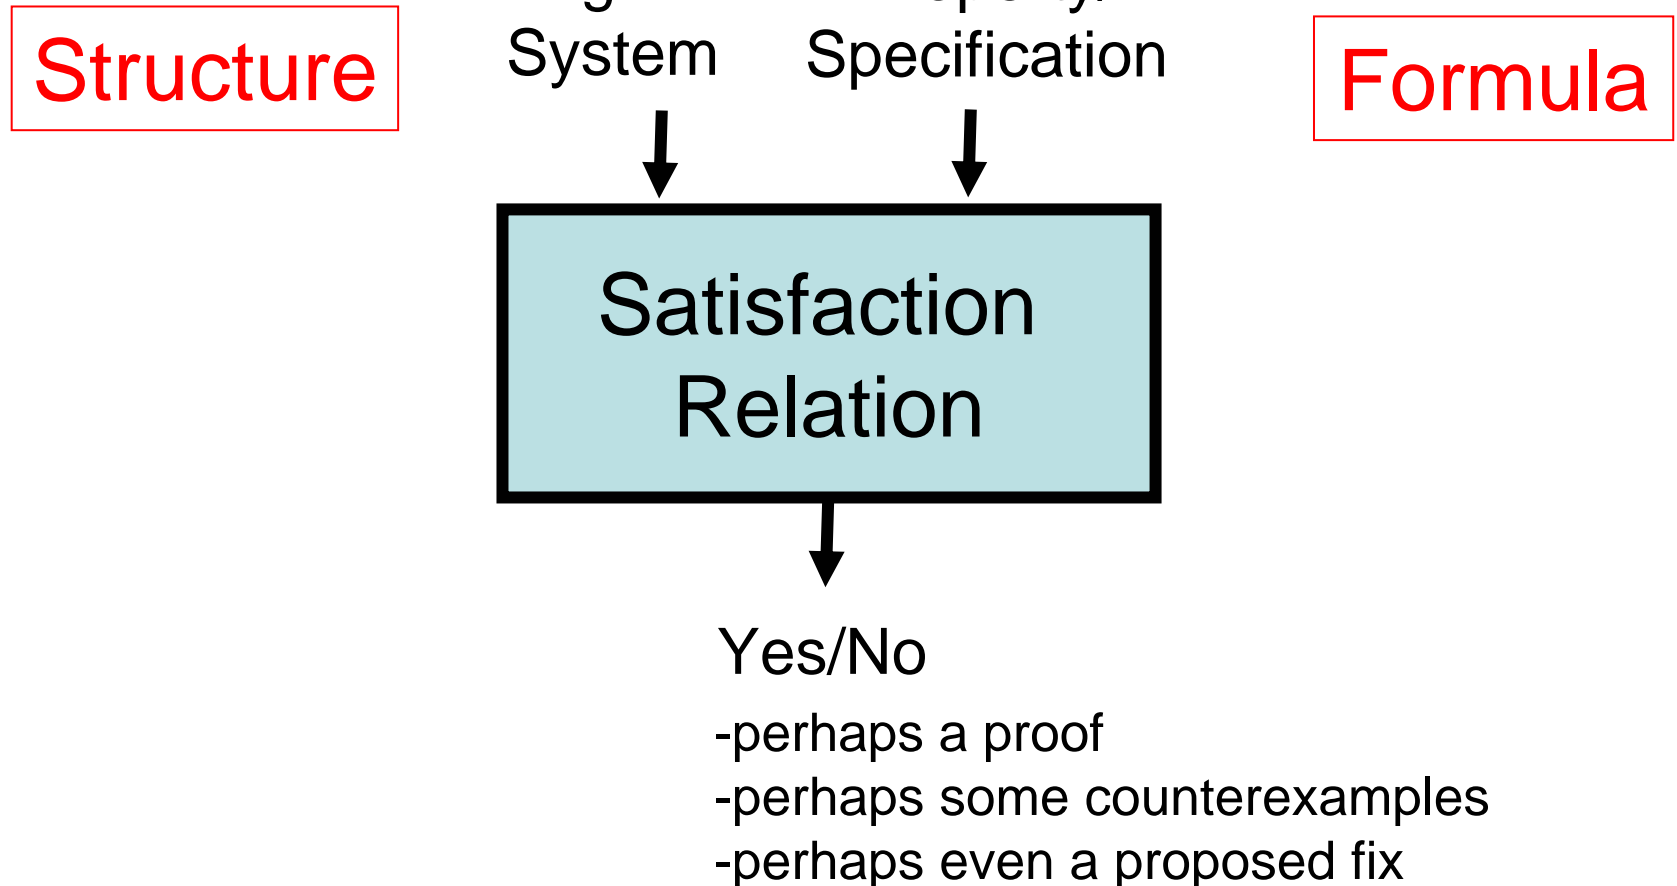 Structure
System
Specification
Formula
Satisfaction
Relation
Yes/No
-perhaps a proof
-perhaps some counterexamples
-perhaps even a proposed fix